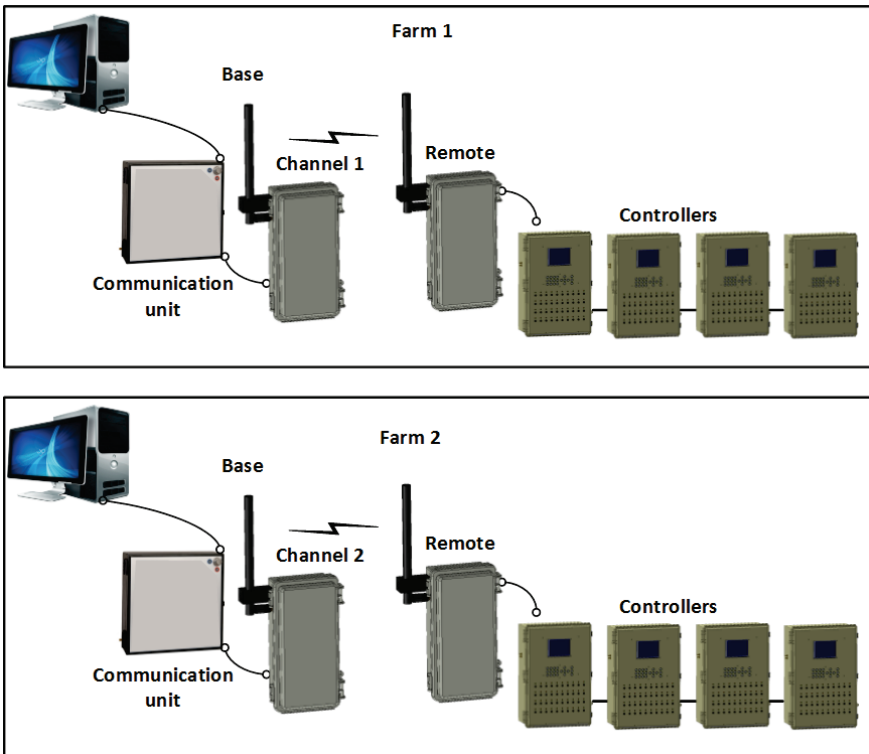 Farm 1
Base
Channel 1
Remote
Controllers
Communication
unit
Farm 2
Base
Channel 2
Remote
Controllers
Communication
unit